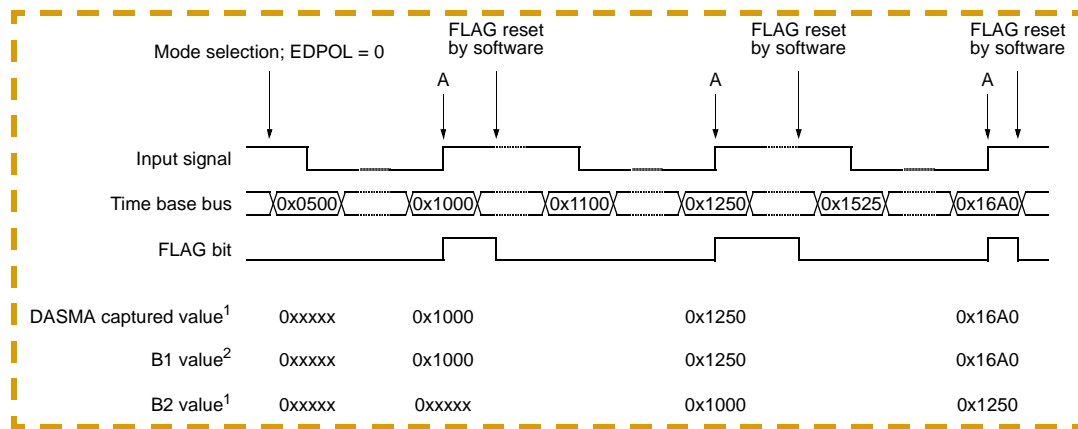 FLAG reset
by software
FLAG reset
by software
FLAG reset
by software
Mode selection; EDPOL = 0
A
A
A
Input signal
Time base bus 0x0500 0x1000 0x1100 0x1250 0x1525 0x16A0
FLAG bit
DASMA captured value1 0xxxxx 0x1000 0x1250 0x16A0
B1 value2 0xxxxx 0x1000 0x1250 0x16A0
B2 value1 0xxxxx 0xxxxx 0x1000 0x1250